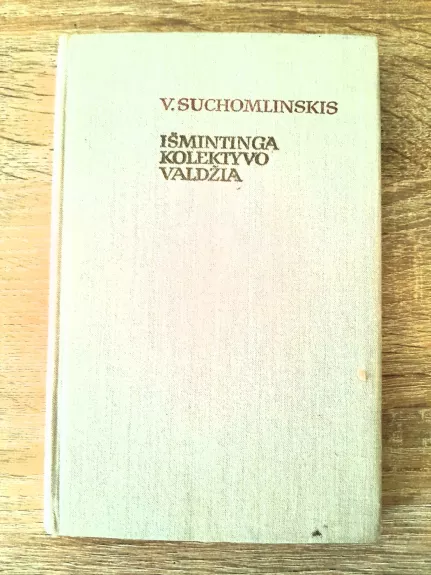 V. SUCHOMLINSKIS
IŠMINTINGA
KOLEKTYVO
VALDŽIA